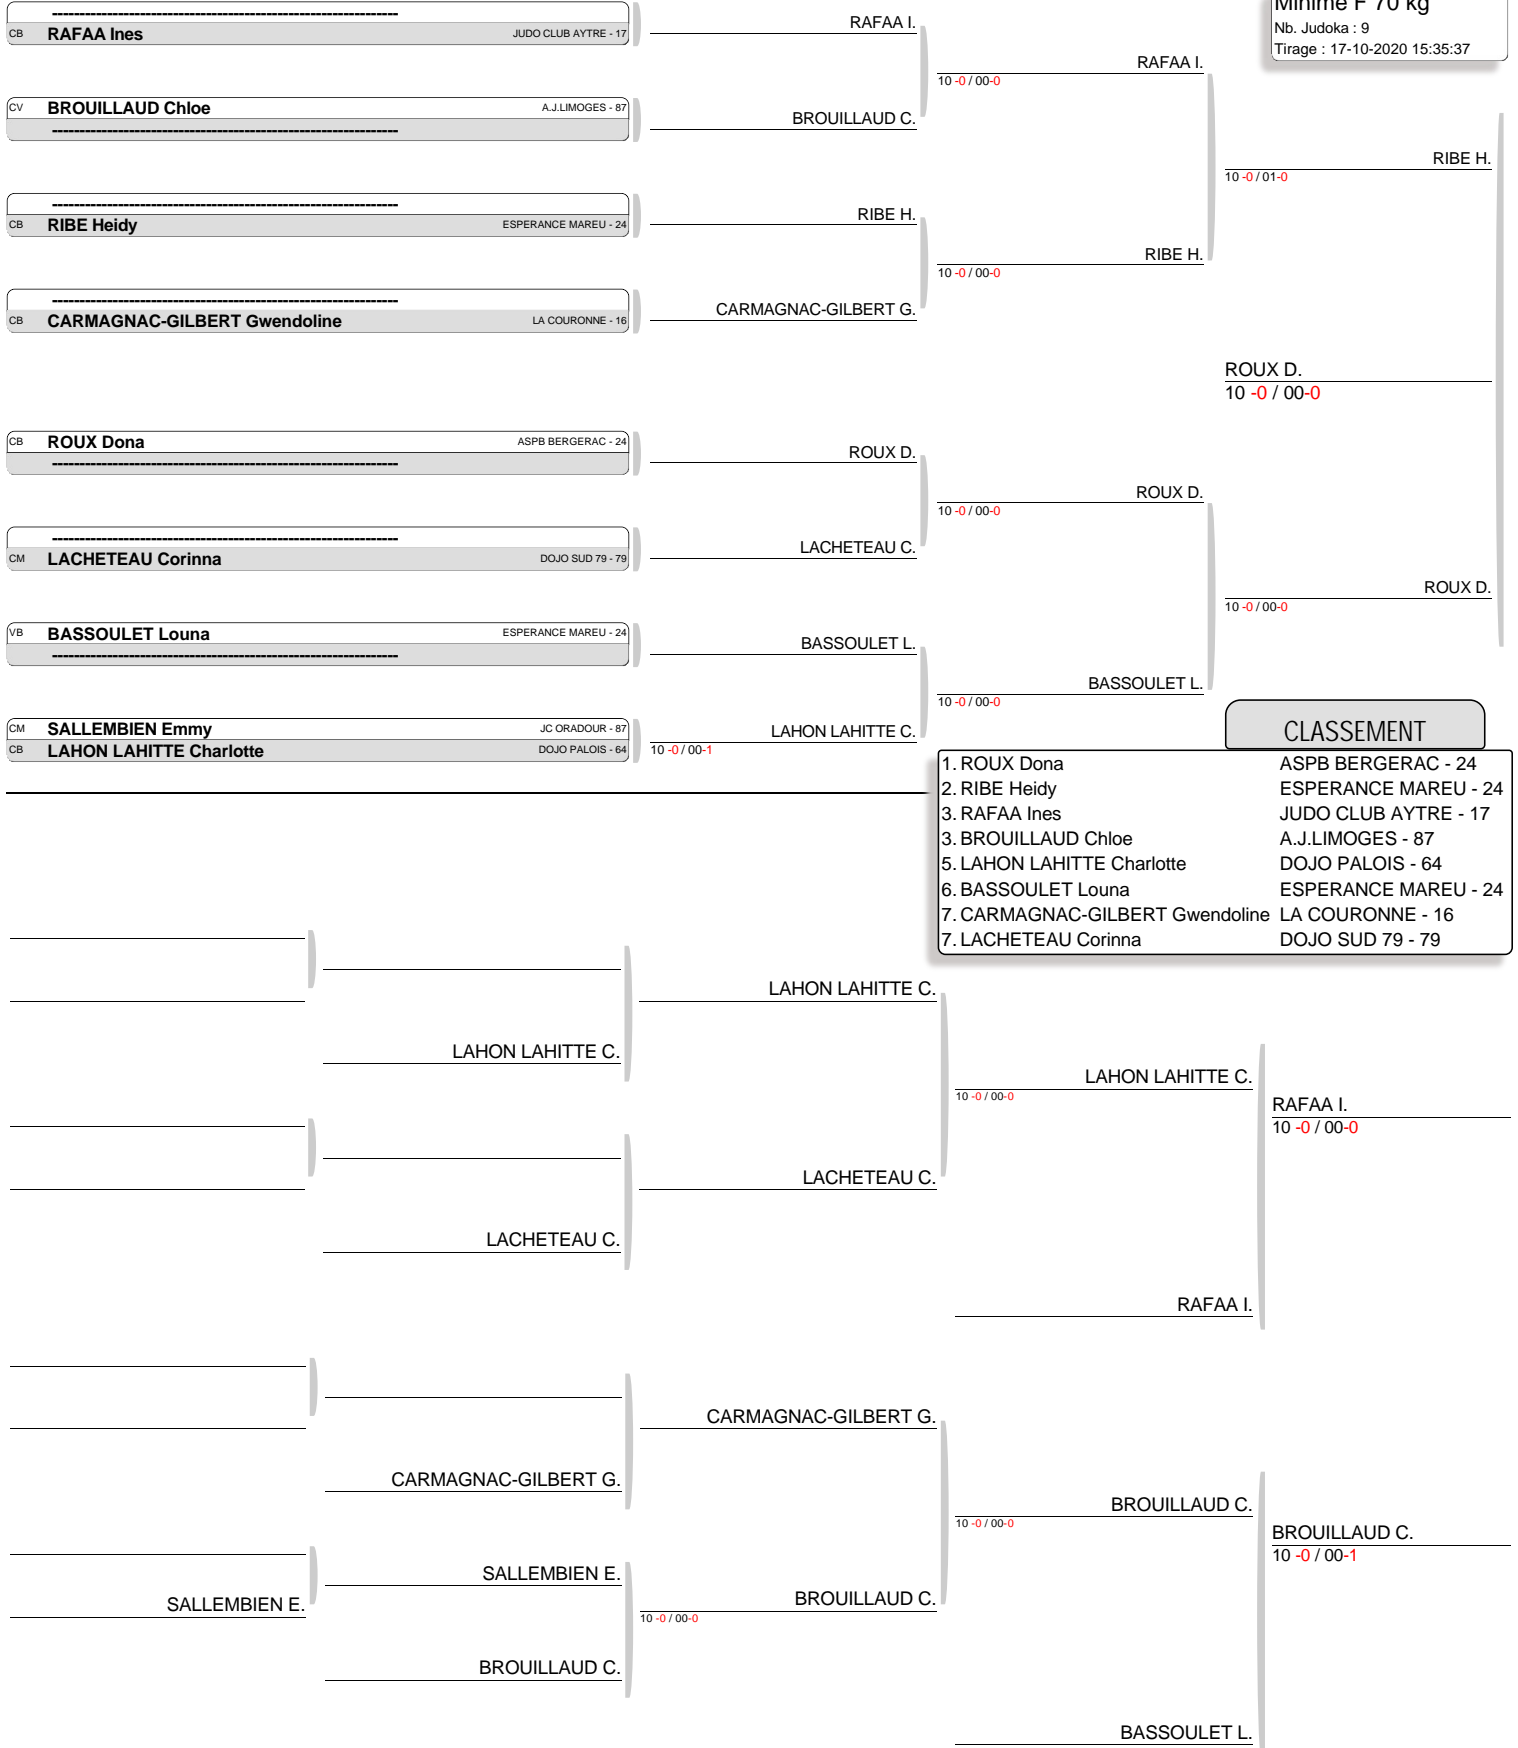 Minime F 70 kg
Nb. Judoka : 9
Tirage : 17-10-2020 15:35:37
CB RAFAA Ines JUDO CLUB AYTRE - 17
CV BROUILLAUD Chloe A.J.LIMOGES - 87
CB RIBE Heidy ESPERANCE MAREU - 24
CB CARMAGNAC-GILBERT Gwendoline LA COURONNE - 16
CB ROUX Dona ASPB BERGERAC - 24
CM LACHETEAU Corinna DOJO SUD 79 - 79
VB BASSOULET Louna ESPERANCE MAREU - 24
CM SALLEMBIEN Emmy JC ORADOUR - 87
CB LAHON LAHITTE Charlotte DOJO PALOIS - 64
RAFAA I.
BROUILLAUD C.
RIBE H.
CARMAGNAC-GILBERT G.
ROUX D.
LACHETEAU C.
BASSOULET L.
LAHON LAHITTE C.
10 -0 / 00-1
RAFAA I.
10 -0 / 00-0
RIBE H.
10 -0 / 00-0
ROUX D.
10 -0 / 00-0
BASSOULET L.
10 -0 / 00-0
RIBE H.
10 -0 / 01-0
ROUX D.
10 -0 / 00-0
ROUX D.
10 -0 / 00-0
CLASSEMENT
1. ROUX Dona ASPB BERGERAC - 24
2. RIBE Heidy ESPERANCE MAREU - 24
3. RAFAA Ines JUDO CLUB AYTRE - 17
3. BROUILLAUD Chloe A.J.LIMOGES - 87
5. LAHON LAHITTE Charlotte DOJO PALOIS - 64
6. BASSOULET Louna ESPERANCE MAREU - 24
7. CARMAGNAC-GILBERT Gwendoline LA COURONNE - 16
7. LACHETEAU Corinna DOJO SUD 79 - 79
LAHON LAHITTE C.
LAHON LAHITTE C.
LAHON LAHITTE C.
10 -0 / 00-0
RAFAA I.
10 -0 / 00-0
LACHETEAU C.
LACHETEAU C.
RAFAA I.
CARMAGNAC-GILBERT G.
CARMAGNAC-GILBERT G.
BROUILLAUD C.
10 -0 / 00-0
BROUILLAUD C.
10 -0 / 00-1
SALLEMBIEN E.
SALLEMBIEN E.
BROUILLAUD C.
10 -0 / 00-0
BROUILLAUD C.
BASSOULET L.